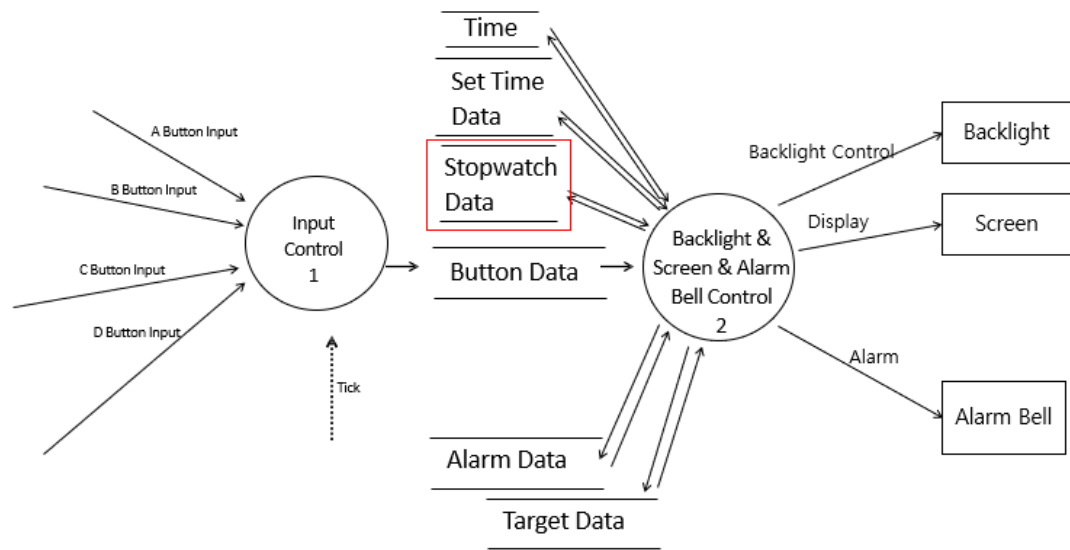 Time
Set Time
Data
Stopwatch
Data
Button Data
Alarm Data
Target Data
A Button Input
B Button Input
C Button Input
D Button Input
Input
Control
1
Tick
Backlight &
Screen & Alarm
Bell Control
2
Backlight Control
Display
Alarm
Backlight
Screen
Alarm Bell